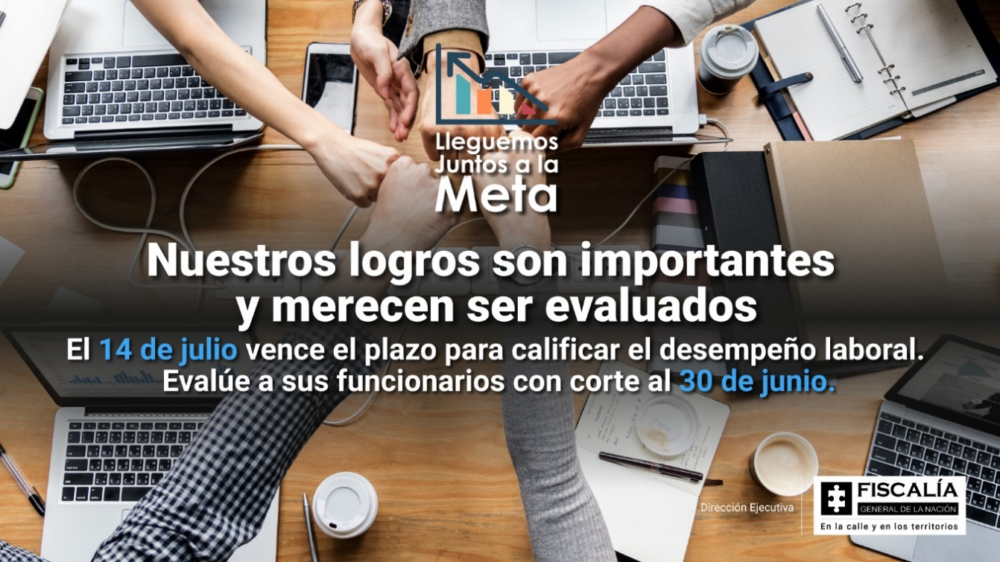 Lleguemos
Juntos a la
Meta
Nuestros logros son importantes
y merecen ser evaluados
El 14 de julio vence el plazo para calificar el desempeño laboral.
Evalúe a sus funcionarios con corte al 30 de junio.
Dirección Ejecutiva
FISCALÍA
GENERAL DE LA NACIÓN
En la calle y en los territorios